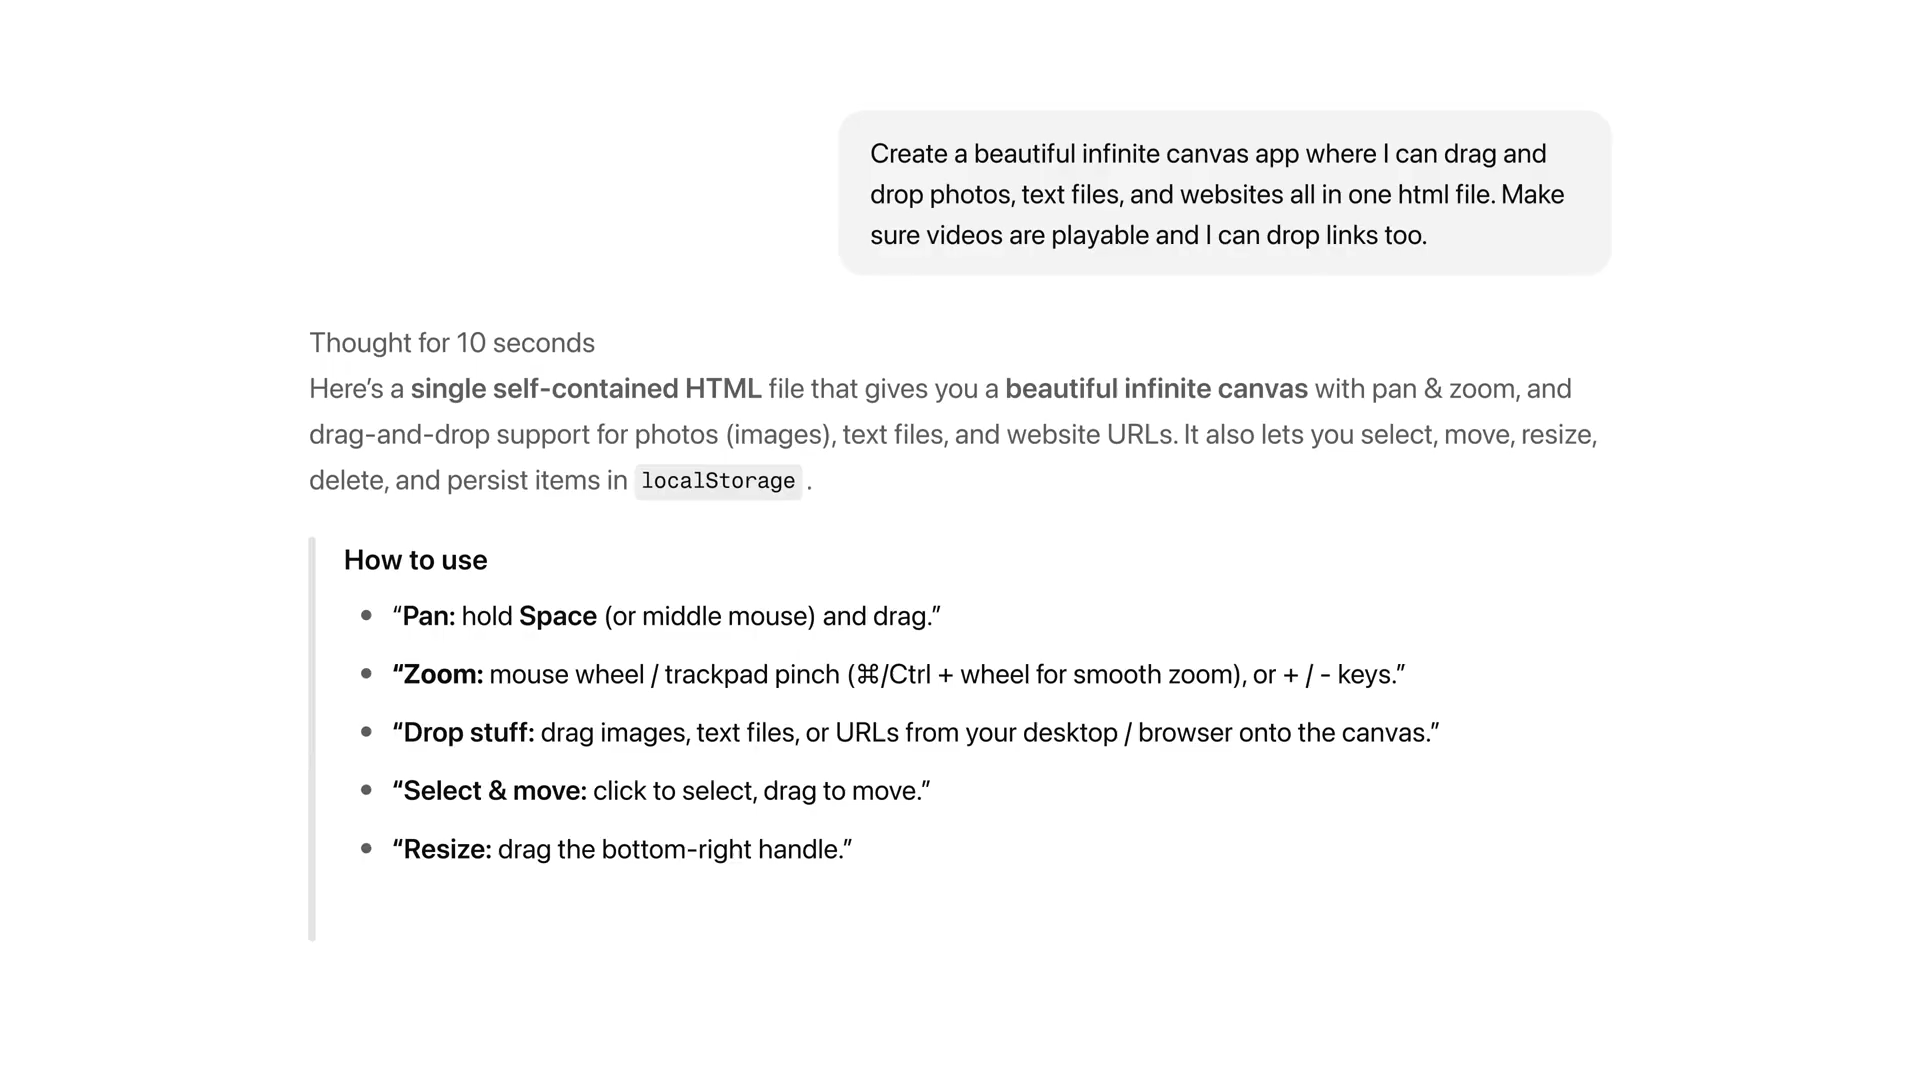 Create a beautiful infinite canvas app where I can drag and
drop photos, text files, and websites all in one html file. Make
sure videos are playable and I can drop links too.
Thought for 10 seconds
Here’s a single self-contained HTML file that gives you a beautiful infinite canvas with pan & zoom, and
drag-and-drop support for photos (images), text files, and website URLs. It also lets you select, move, resize,
delete, and persist items in localStorage .
How to use
• “Pan: hold Space (or middle mouse) and drag.”
• “Zoom: mouse wheel / trackpad pinch (⌘/Ctrl + wheel for smooth zoom), or + / - keys.”
• “Drop stuff: drag images, text files, or URLs from your desktop / browser onto the canvas.”
• “Select & move: click to select, drag to move.”
• “Resize: drag the bottom-right handle.”